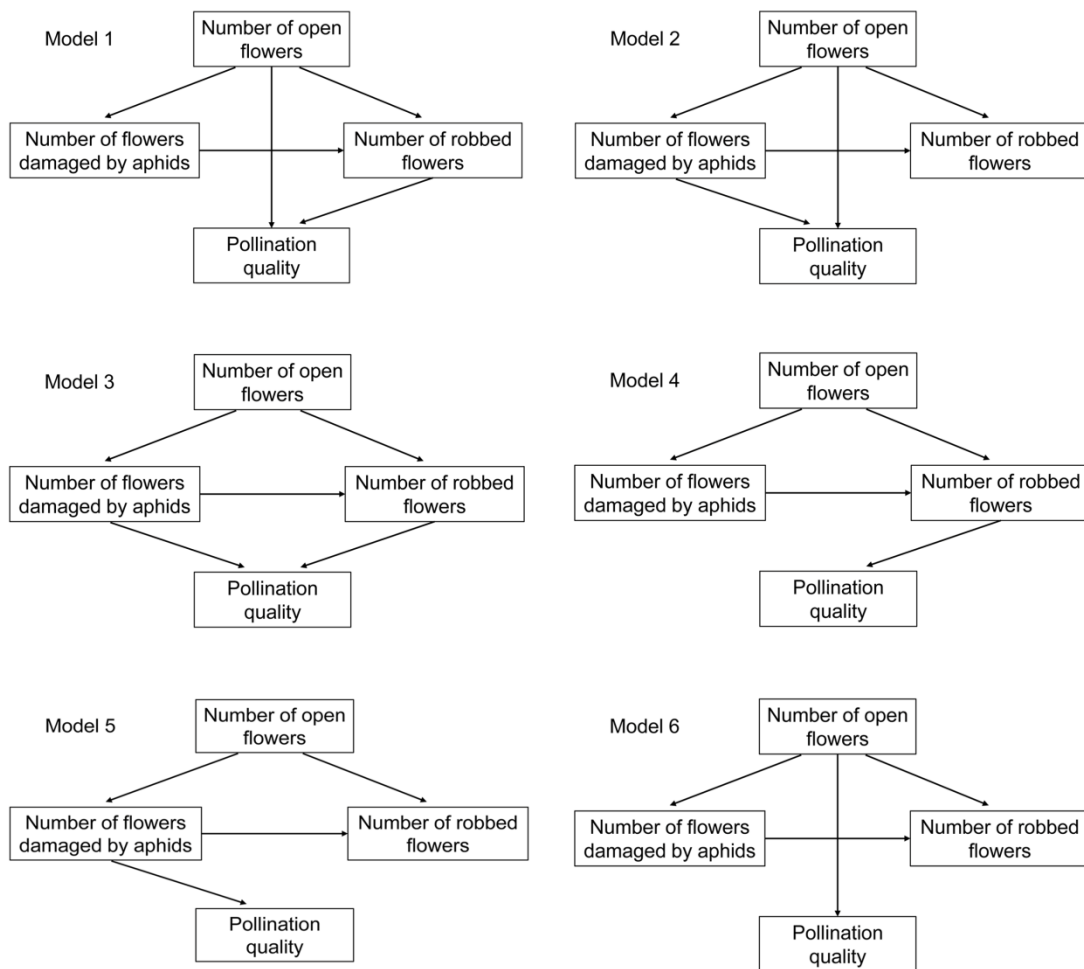 Model 1
Number of open
flowers
Number of flowers
damaged by aphids
Number of robbed
flowers
Pollination
quality
Model 2
Number of open
flowers
Number of flowers
damaged by aphids
Number of robbed
flowers
Pollination
quality
Model 3
Number of open
flowers
Number of flowers
damaged by aphids
Number of robbed
flowers
Pollination
quality
Model 4
Number of open
flowers
Number of flowers
damaged by aphids
Number of robbed
flowers
Pollination
quality
Model 5
Number of open
flowers
Number of flowers
damaged by aphids
Number of robbed
flowers
Pollination
quality
Model 6
Number of open
flowers
Number of flowers
damaged by aphids
Number of robbed
flowers
Pollination
quality